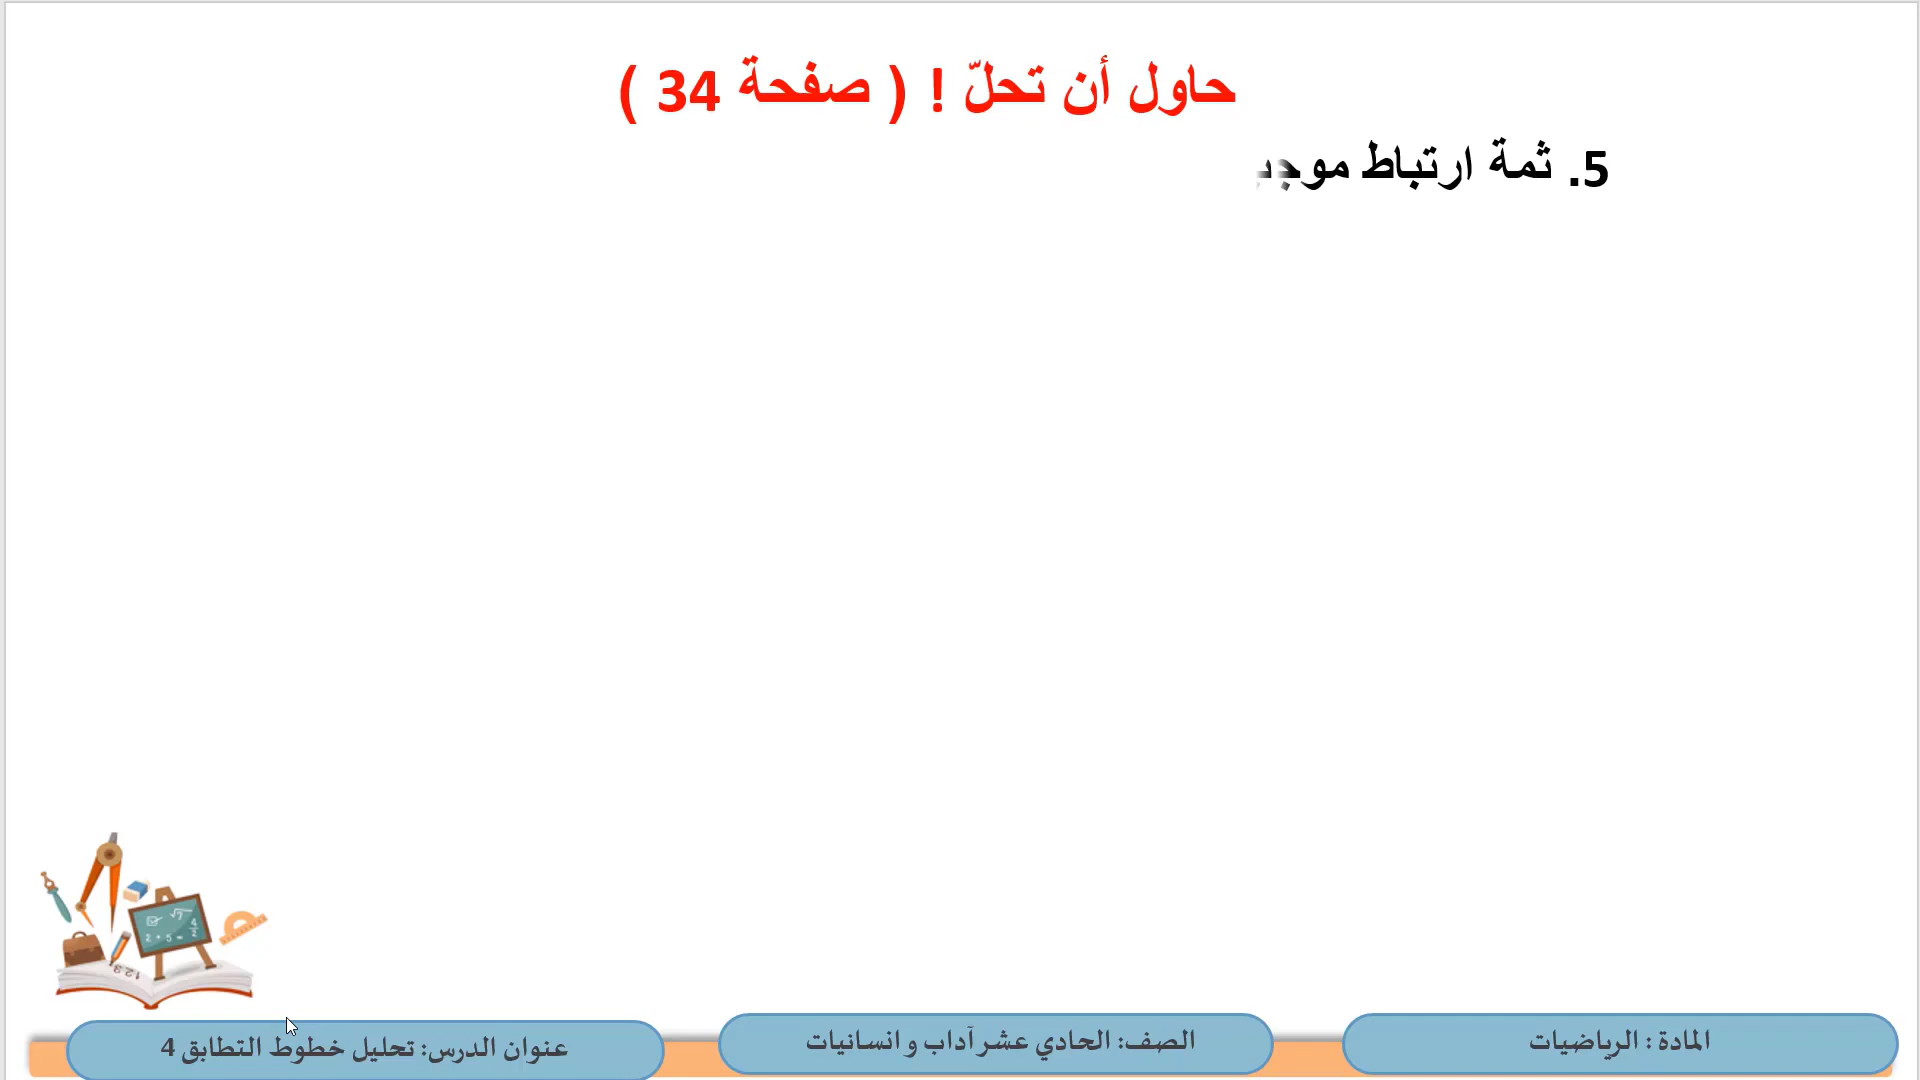 حاول أن تحلّ ! ( صفحة 34 )
5. ثمة ارتباط
المادة : الرياضيات
الصف: الحادي عشر آداب و انسانيات
عنوان الدرس: تحليل خطوط التطابق 4